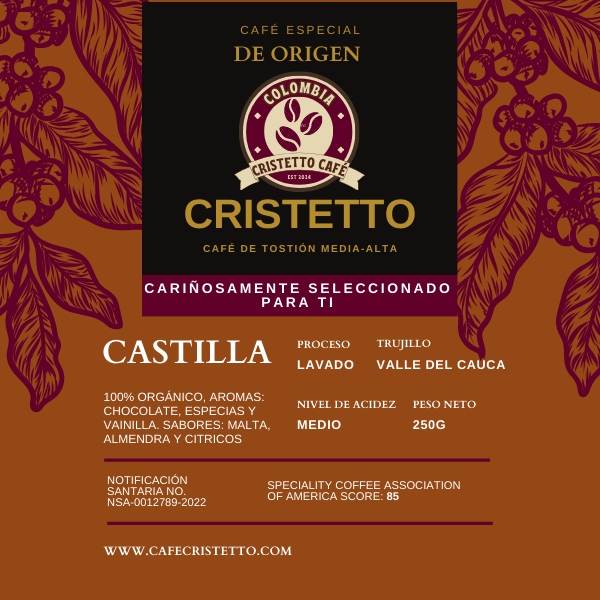 CAFÉ ESPECIAL
DE ORIGEN
COLOMBIA
CRISTETTO CAFÉ
EST 2024
CRISTETTO
CAFÉ DE TOSTIÓN MEDIA-ALTA
CARIÑOSAMENTE SELECCIONADO
PARA TI
CASTILLA
PROCESO
LAVADO
TRUJILLO
VALLE DEL CAUCA
100% ORGÁNICO, AROMAS:
CHOCOLATE, ESPECIAS Y
VAINILLA. SABORES: MALTA,
ALMENDRA Y CITRICOS
NIVEL DE ACIDEZ
MEDIO
PESO NETO
250G
NOTIFICACIÓN
SANTARIA NO.
NSA-0012789-2022
SPECIALITY COFFEE ASSOCIATION
OF AMERICA SCORE: 85
WWW.CAFECRISTETTO.COM